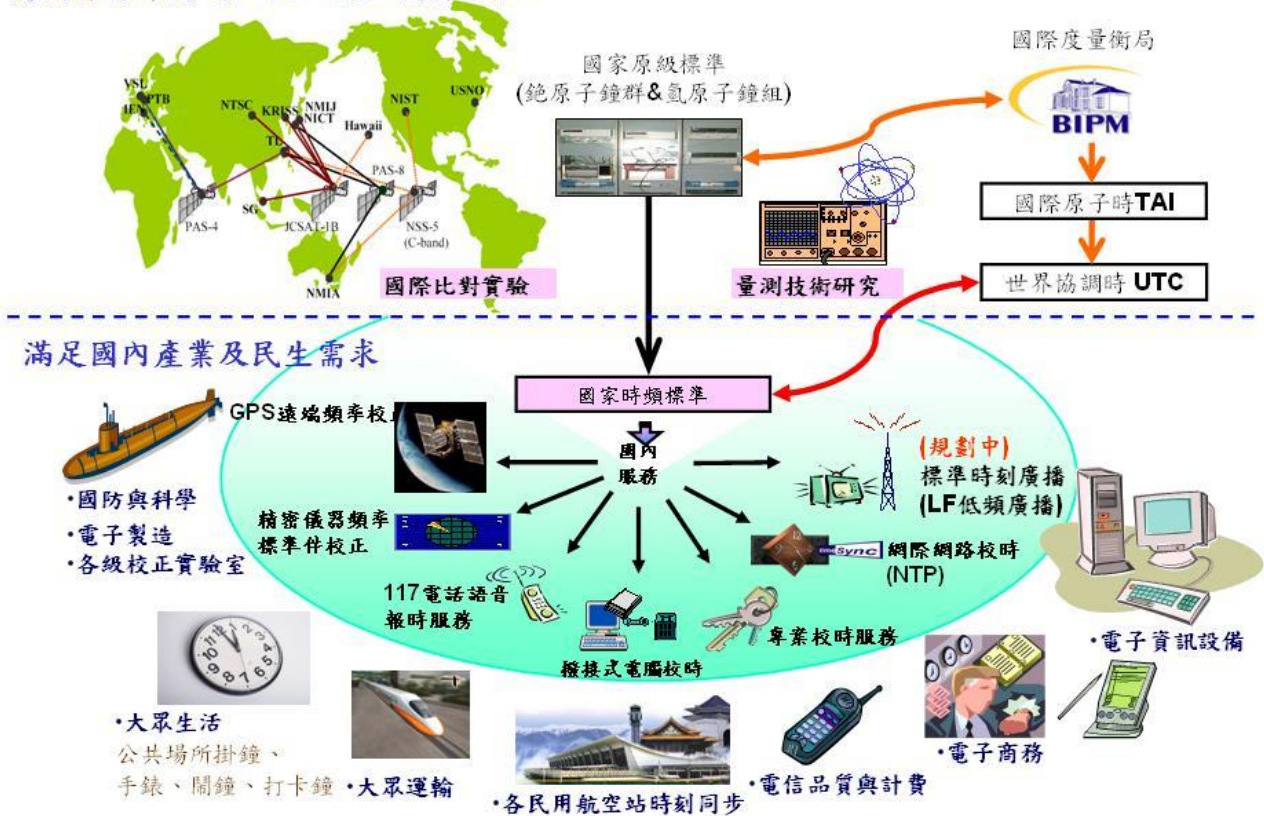 國際度量衡局
國家原級標準
(銫原子鐘群&氫原子鐘組)
BIPM
VSL
PTB
IEN
NTSC
KRISS
NMIJ
NICT
NIST
USNO
Hawaii
TL
PAS-8
SG
PAS-4
JCSAT-1B
NSS-5
(C-band)
NMIA
國際比對實驗
量測技術研究
國際原子時TAI
世界協調時 UTC
滿足國內產業及民生需求
國家時頻標準
GPS遠端頻率校正
國內
服務
(規劃中)
標準時刻廣播
(LF低頻廣播)
‧國防與科學
‧電子製造
‧各級校正實驗室
精密儀器頻率
標準件校正
sync
網際網路校時
(NTP)
117電話語音
報時服務
專業校時服務
撥接式電腦校時
‧電子資訊設備
‧大眾生活
公共場所掛鐘、
手錶、鬧鐘、打卡鐘
‧大眾運輸
‧各民用航空站時刻同步
‧電信品質與計費
‧電子商務